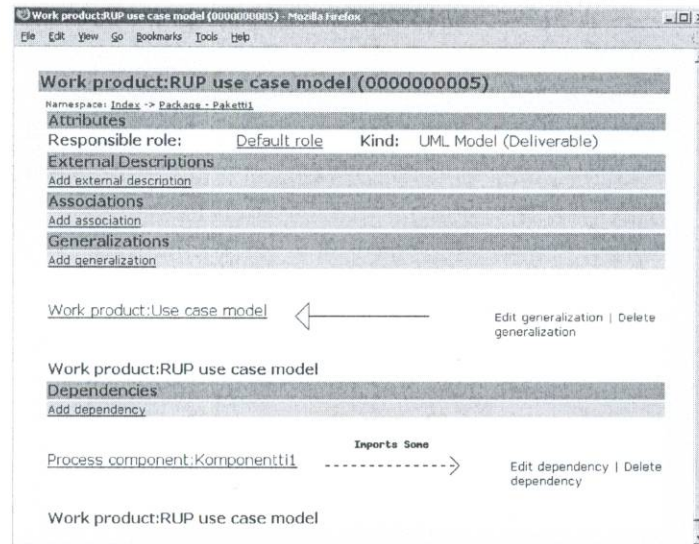 Work product:RUP use case model (0000000005) - Mozilla Firefox
File Edit View Go Bookmarks Tools Help
Work product:RUP use case model (0000000005)
Namespace: Index -> Package - Paketti1
Attributes
Responsible role: Default role Kind: UML Model (Deliverable)
External Descriptions
Add external description
Associations
Add association
Generalizations
Add generalization
Work product:Use case model
Edit generalization | Delete
generalization
Work product:RUP use case model
Dependencies
Add dependency
Imports Some
Process component:Komponentti1
Edit dependency | Delete
dependency
Work product:RUP use case model